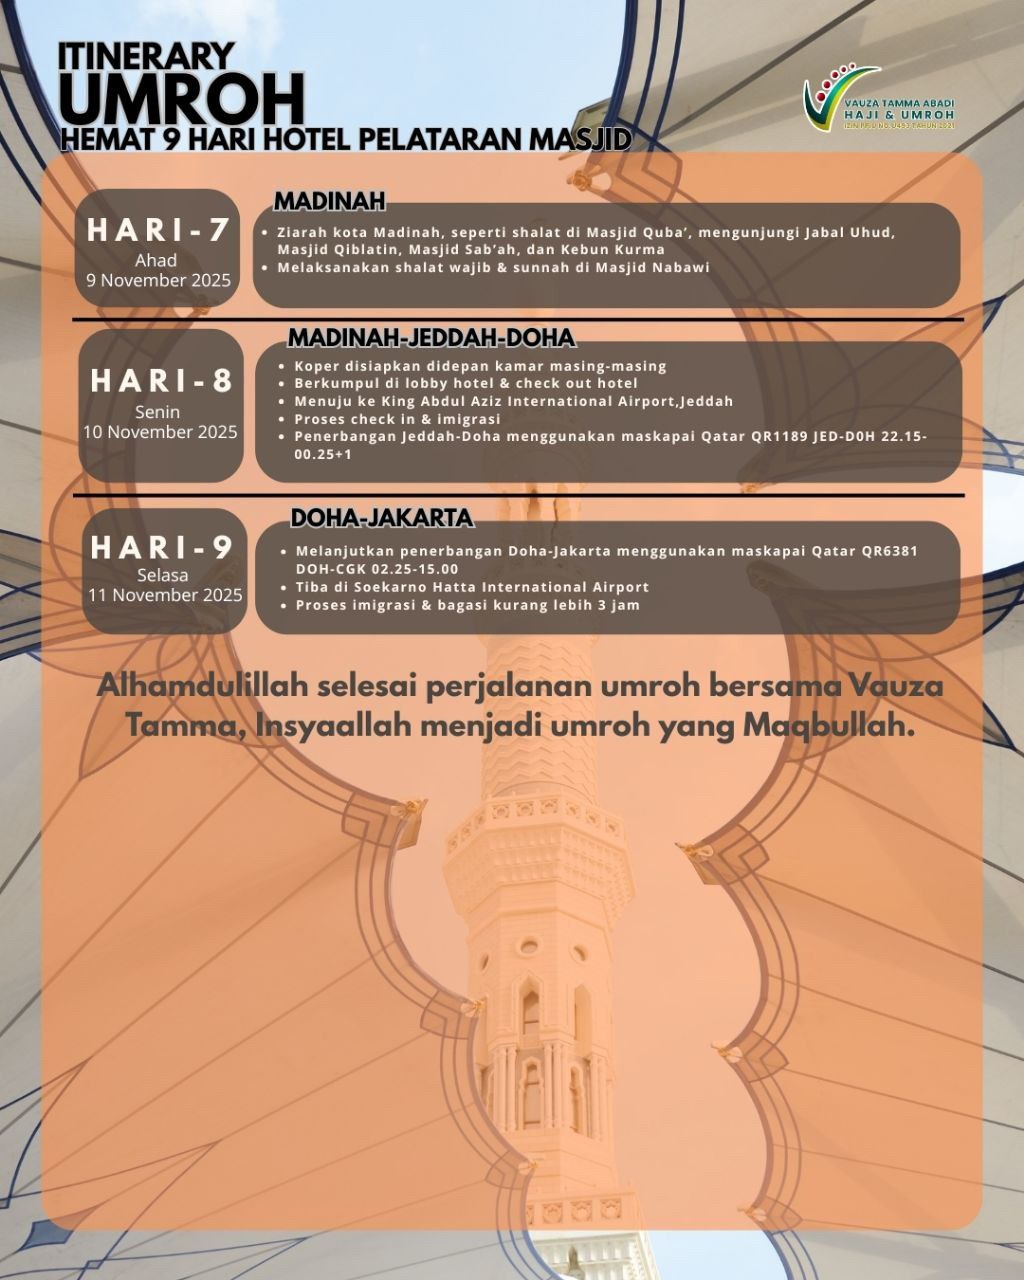 ITINERARY
UMROH
HEMAT 9 HARI HOTEL PELATARAN MASJID
VAUZA TAMMA ABADI
HAJI & UMROH
IZIN PPIU NO. U493 TAHUN 2021
HARI-7
Ahad
9 November 2025
MADINAH
• Ziarah kota Madinah, seperti shalat di Masjid Quba’, mengunjungi Jabal Uhud,
Masjid Qiblatin, Masjid Sab’ah, dan Kebun Kurma
• Melaksanakan shalat wajib & sunnah di Masjid Nabawi
HARI-8
Senin
10 November 2025
MADINAH-JEDDAH-DOHA
• Koper disiapkan didepan kamar masing-masing
• Berkumpul di lobby hotel & check out hotel
• Menuju ke King Abdul Aziz International Airport,Jeddah
• Proses check in & imigrasi
• Penerbangan Jeddah-Doha menggunakan maskapai Qatar QR1189 JED-D0H 22.15-
00.25+1
HARI-9
Selasa
11 November 2025
DOHA-JAKARTA
• Melanjutkan penerbangan Doha-Jakarta menggunakan maskapai Qatar QR6381
DOH-CGK 02.25-15.00
• Tiba di Soekarno Hatta International Airport
• Proses imigrasi & bagasi kurang lebih 3 jam
Alhamdulillah selesai perjalanan umroh bersama Vauza
Tamma, Insyaallah menjadi umroh yang Maqbullah.